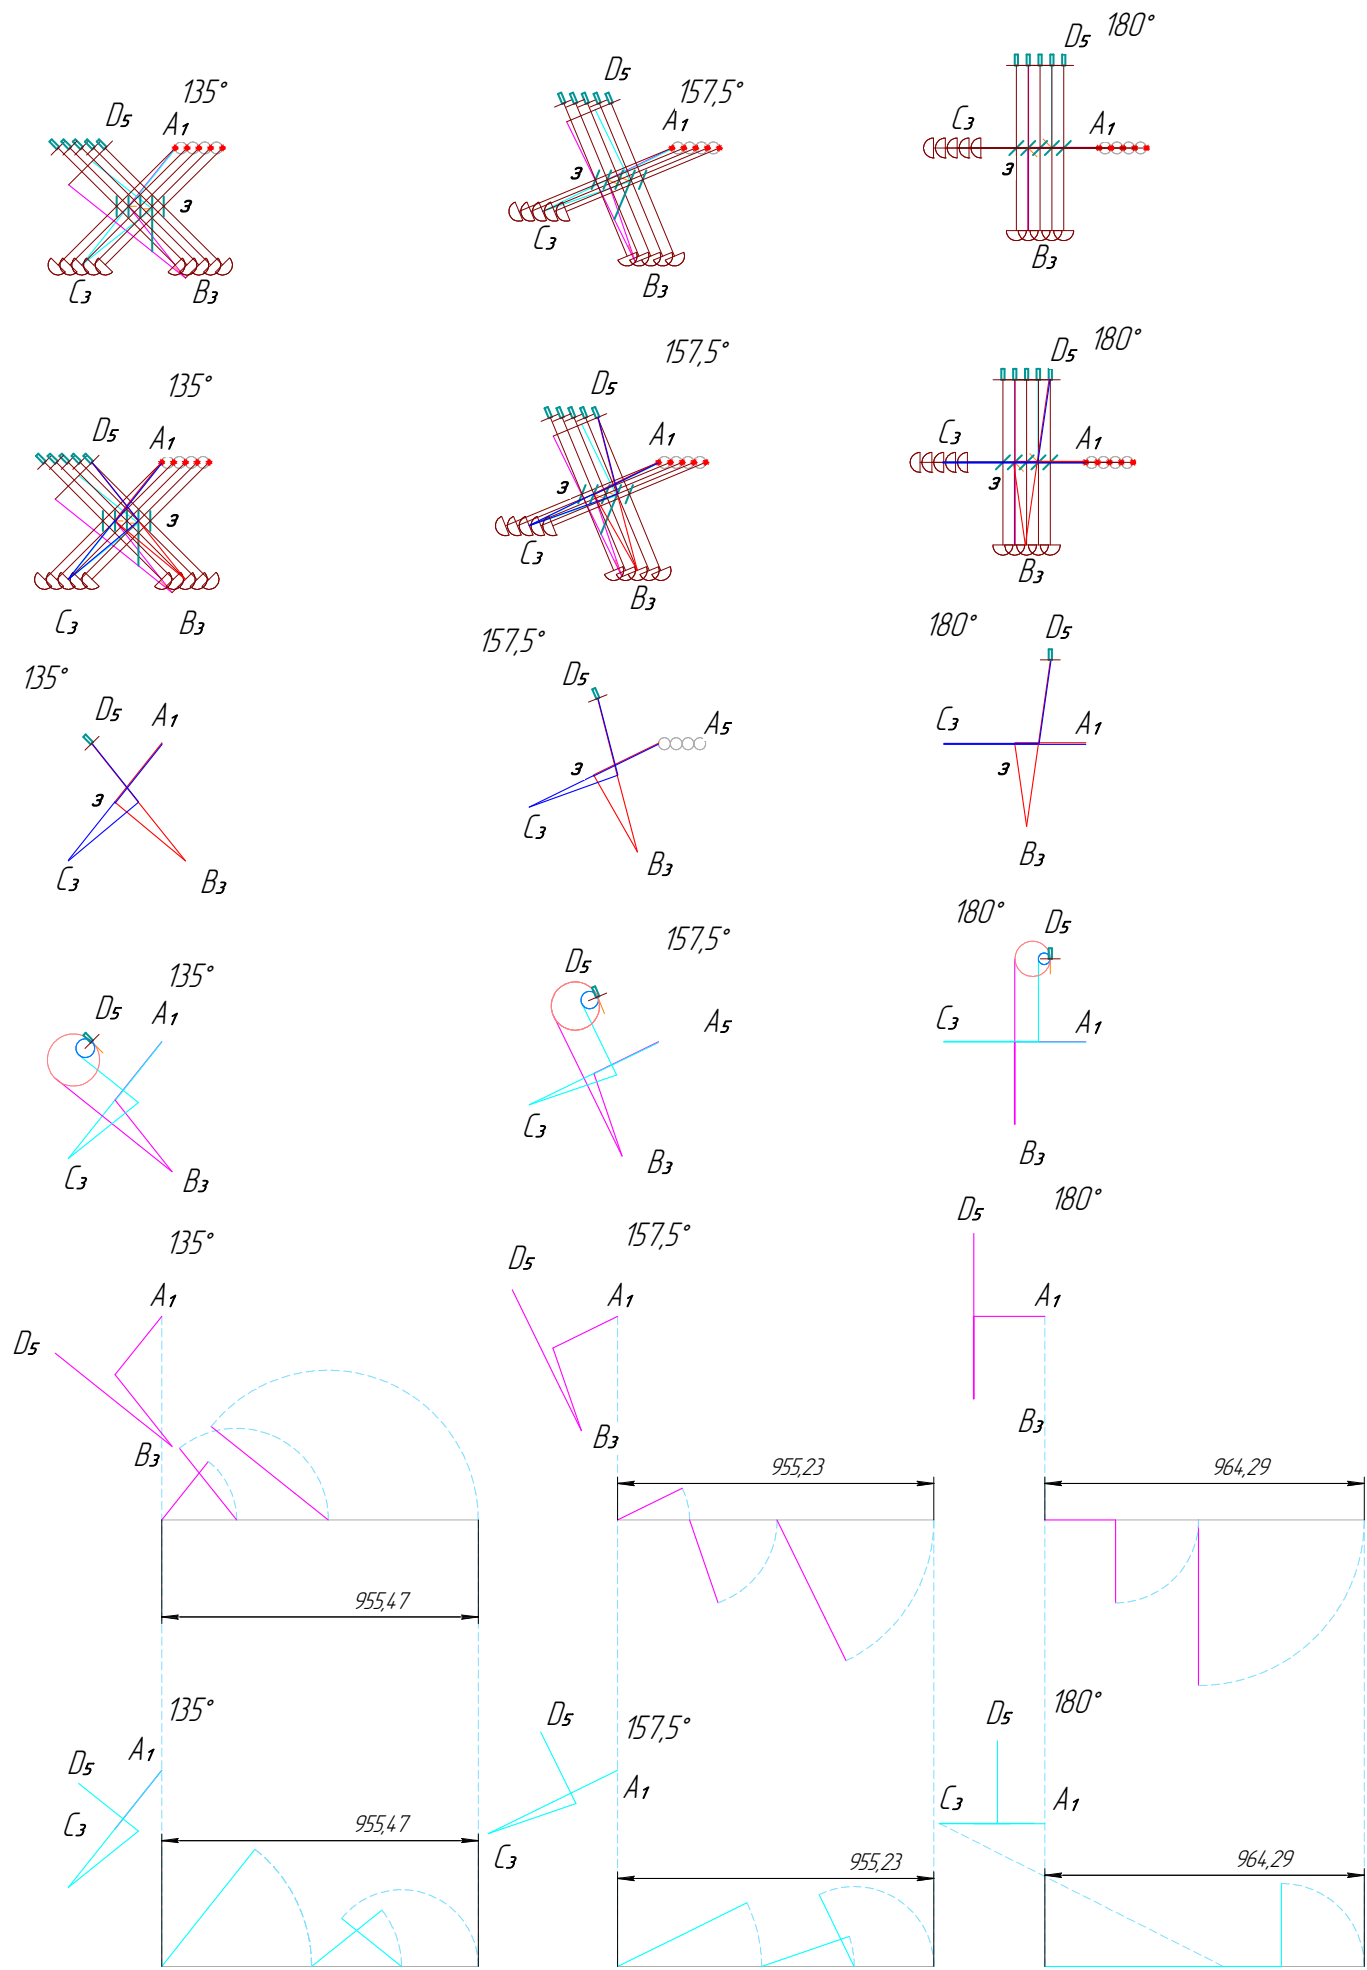 D5 180°
135° D5 157,5°
D5 A1 C3 A1
A1
3 3
3
C3 B3
C3 B3 B3
157,5° D5 180°
135° D5
D5 A1 A1 C3 A1
3 3 3
C3 B3
C3 B3 B3
157,5° 180° D5
135° D5
D5 A1 A5 C3 A1
3 3
3
C3
C3 B3 B3 B3
180° D5
157,5°
135° D5
D5 A1 A5 C3 A1
C3
C3 B3 B3 B3
D5 180°
135° D5 157,5°
A1 A1 A1
D5
B3 B3 B3
955,23 964,29
955,47
135° D5 157,5° D5 180°
A1
D5 A1 C3 A1
C3
955,47 C3 955,23 964,29